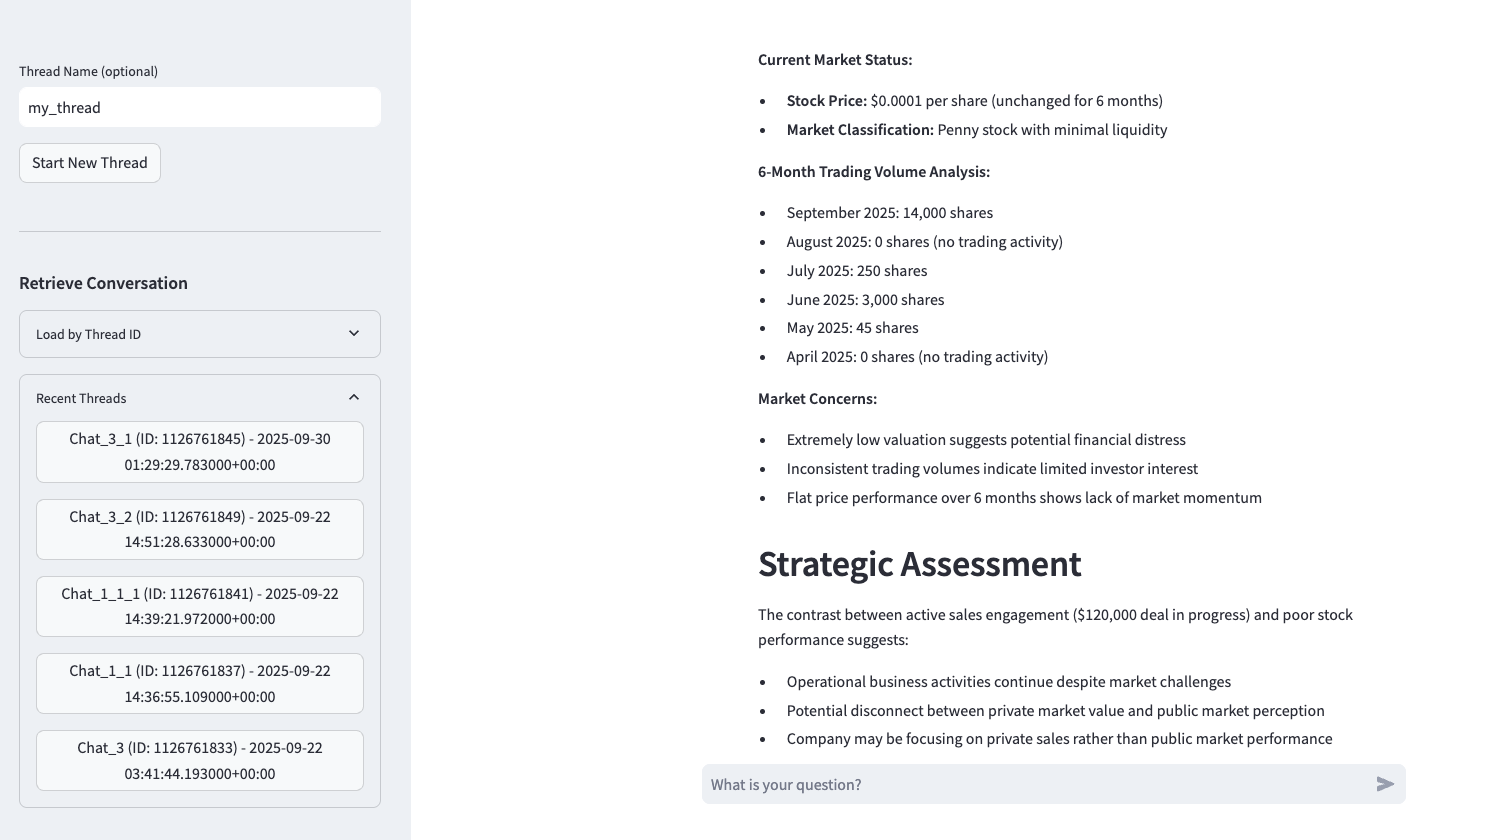 Thread Name (optional)
my_thread
Start New Thread
Retrieve Conversation
Load by Thread ID
Recent Threads
Chat_3_1 (ID: 1126761845) - 2025-09-30
01:29:29.783000+00:00
Chat_3_2 (ID: 1126761849) - 2025-09-22
14:51:28.633000+00:00
Chat_1_1_1 (ID: 1126761841) - 2025-09-22
14:39:21.972000+00:00
Chat_1_1 (ID: 1126761837) - 2025-09-22
14:36:55.109000+00:00
Chat_3 (ID: 1126761833) - 2025-09-22
03:41:44.193000+00:00
Current Market Status:
• Stock Price: $0.0001 per share (unchanged for 6 months)
• Market Classification: Penny stock with minimal liquidity
6-Month Trading Volume Analysis:
• September 2025: 14,000 shares
• August 2025: 0 shares (no trading activity)
• July 2025: 250 shares
• June 2025: 3,000 shares
• May 2025: 45 shares
• April 2025: 0 shares (no trading activity)
Market Concerns:
• Extremely low valuation suggests potential financial distress
• Inconsistent trading volumes indicate limited investor interest
• Flat price performance over 6 months shows lack of market momentum
Strategic Assessment
The contrast between active sales engagement ($120,000 deal in progress) and poor stock
performance suggests:
• Operational business activities continue despite market challenges
• Potential disconnect between private market value and public market perception
• Company may be focusing on private sales rather than public market performance
What is your question?